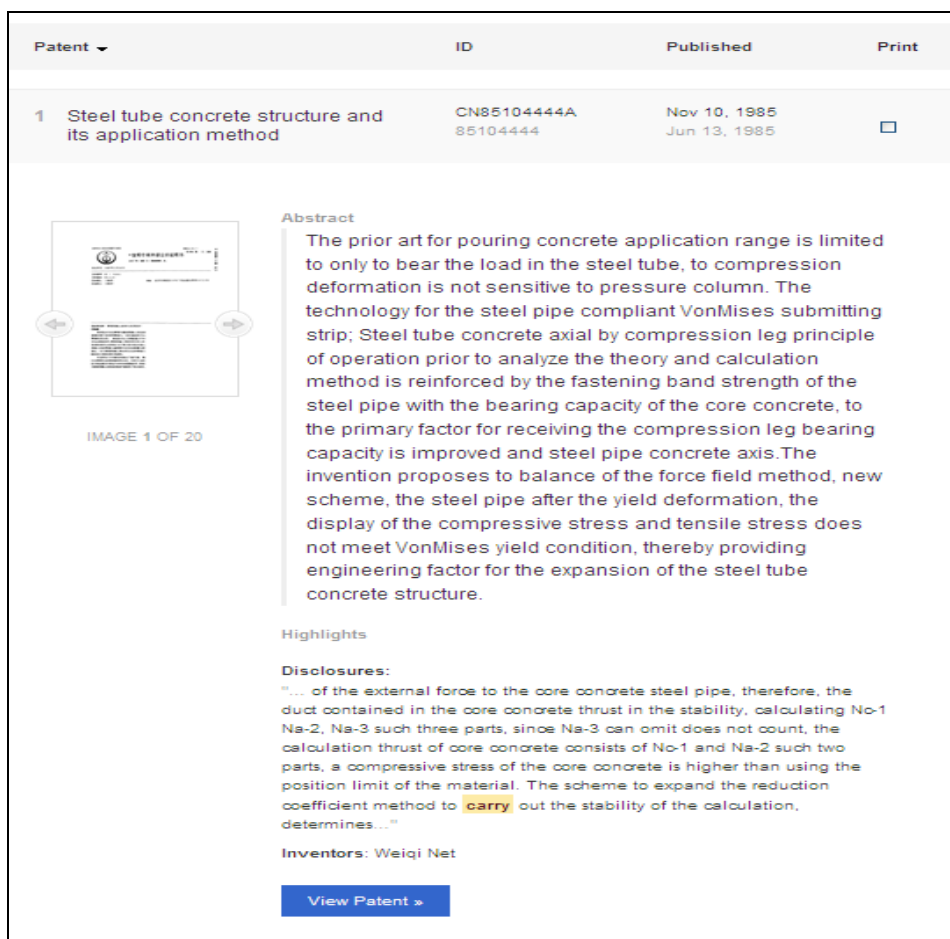 Patent ID Published Print
1 Steel tube concrete structure and its application method
CN85104444A
85104444
Nov 10, 1985
Jun 13, 1985
IMAGE 1 OF 20
Abstract
The prior art for pouring concrete application range is limited
to only to bear the load in the steel tube, to compression
deformation is not sensitive to pressure column. The
technology for the steel pipe compliant VonMises submitting
strip; Steel tube concrete axial by compression leg principle
of operation prior to analyze the theory and calculation
method is reinforced by the fastening band strength of the
steel pipe with the bearing capacity of the core concrete, to
the primary factor for receiving the compression leg bearing
capacity is improved and steel pipe concrete axis.The
invention proposes to balance of the force field method, new
scheme, the steel pipe after the yield deformation, the
display of the compressive stress and tensile stress does
not meet VonMises yield condition, thereby providing
engineering factor for the expansion of the steel tube
concrete structure.
Highlights
Disclosures:
"... of the external force to the core concrete steel pipe, therefore, the
duct contained in the core concrete thrust in the stability, calculating Nc-1
Na-2, Na-3 such three parts, since Na-3 can omit does not count, the
calculation thrust of core concrete consists of Nc-1 and Na-2 such two
parts, a compressive stress of the core concrete is higher than using the
position limit of the material. The scheme to expand the reduction
coefficient method to carry out the stability of the calculation,
determines..."
Inventors: Weiqi Net
View Patent »